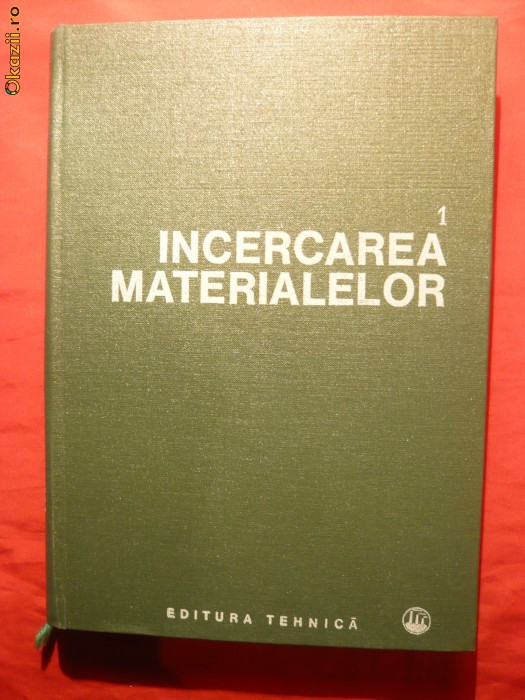 Okazii.ro
1
INCERCAREA
MATERIALELOR
EDITURA TEHNICĂ